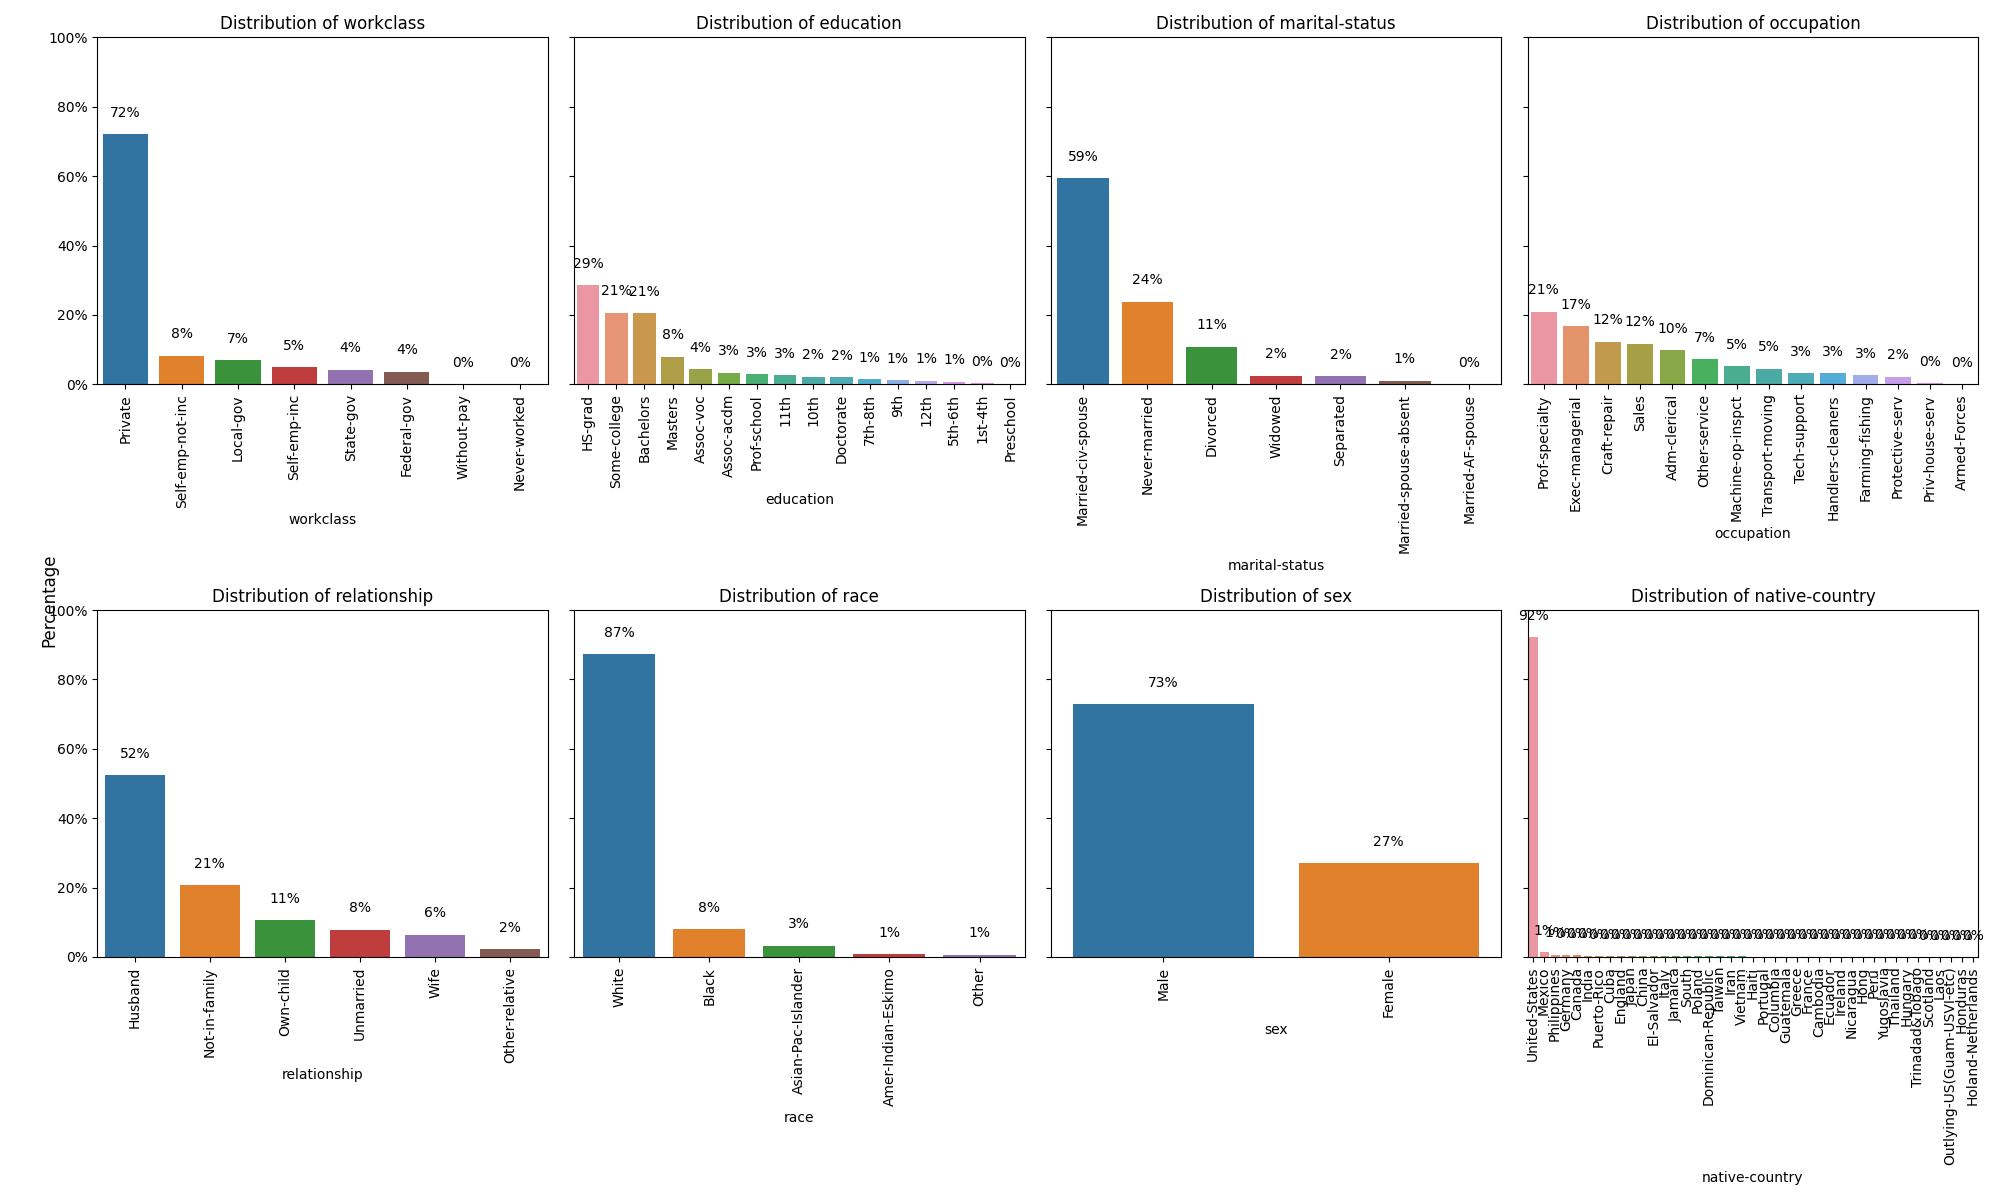 Distribution of workclass
100%
80%
60%
40%
20%
0%
72%
8%
7%
5%
4%
4%
0%
0%
Private
Self-emp-not-inc
Local-gov
Self-emp-inc
State-gov
Federal-gov
Without-pay
Never-worked
workclass
Distribution of education
29%
21%
21%
8%
4%
3%
3%
3%
2%
2%
1%
1%
1%
1%
0%
0%
HS-grad
Some-college
Bachelors
Masters
Assoc-voc
Assoc-acdm
Prof-school
11th
10th
Doctorate
7th-8th
9th
12th
5th-6th
1st-4th
Preschool
education
Distribution of marital-status
59%
24%
11%
2%
2%
1%
0%
Married-civ-spouse
Never-married
Divorced
Widowed
Separated
Married-spouse-absent
Married-AF-spouse
marital-status
Distribution of occupation
21%
17%
12%
12%
10%
7%
5%
5%
3%
3%
3%
2%
0%
0%
Prof-specialty
Exec-managerial
Craft-repair
Sales
Adm-clerical
Other-service
Machine-op-inspct
Transport-moving
Tech-support
Handlers-cleaners
Farming-fishing
Protective-serv
Priv-house-serv
Armed-Forces
occupation
Percentage
Distribution of relationship
100%
80%
60%
40%
20%
0%
52%
21%
11%
8%
6%
2%
Husband
Not-in-family
Own-child
Unmarried
Wife
Other-relative
relationship
Distribution of race
87%
8%
3%
1%
1%
White
Black
Asian-Pac-Islander
Amer-Indian-Eskimo
Other
race
Distribution of sex
73%
27%
Male
Female
sex
Distribution of native-country
92%
1%
United-States
Mexico
Philippines
Germany
Canada
India
Puerto-Rico
Cuba
England
Japan
China
El-Salvador
Italy
Jamaica
South
Poland
Dominican-Republic
Taiwan
Iran
Vietnam
Haiti
Portugal
Columbia
Guatemala
Greece
France
Cambodia
Ecuador
Ireland
Nicaragua
Hong
Peru
Yugoslavia
Thailand
Hungary
Trinadad&Tobago
Scotland
Laos
Outlying-US(Guam-USVI-etc)
Honduras
Holand-Netherlands
native-country